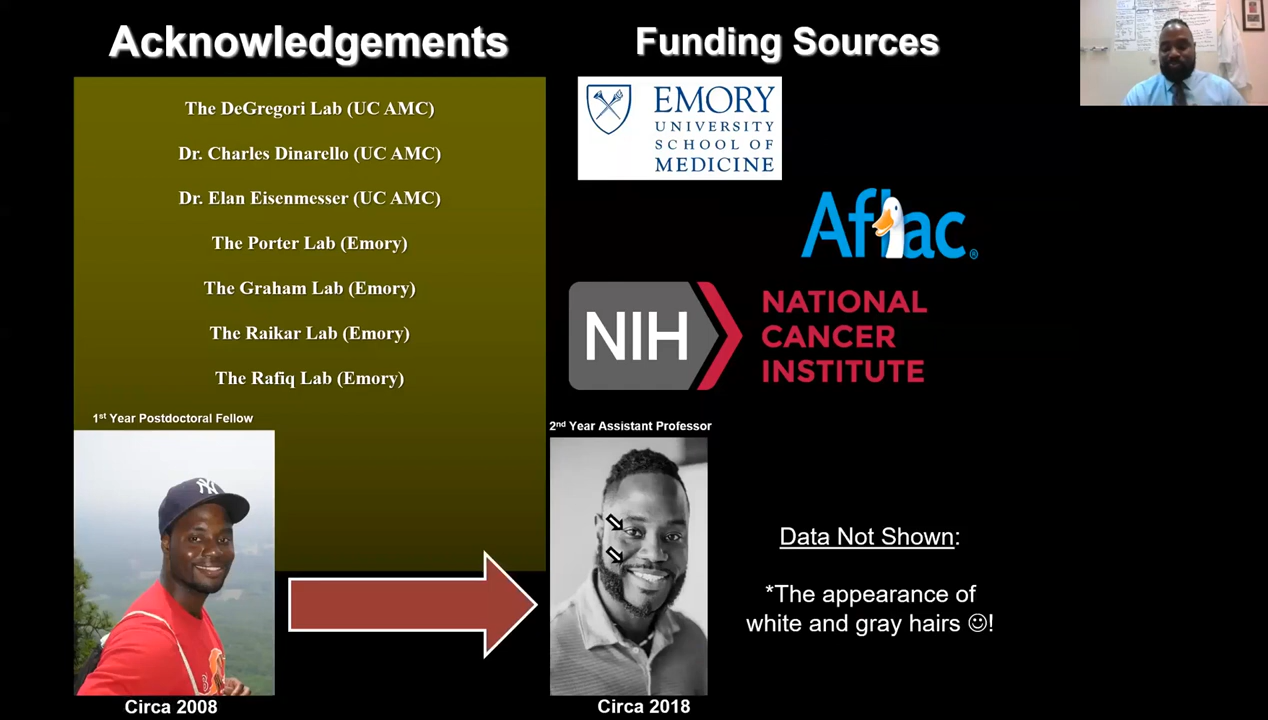 Acknowledgements
The DeGregori Lab (UC AMC)
Dr. Charles Dinarello (UC AMC)
Dr. Elan Eisenmesser (UC AMC)
The Porter Lab (Emory)
The Graham Lab (Emory)
The Raikar Lab (Emory)
The Rafiq Lab (Emory)
1st Year Postdoctoral Fellow
NY
Circa 2008
Funding Sources
EMORY
UNIVERSITY
SCHOOL OF
MEDICINE
Aflac®
NIH
NATIONAL
CANCER
INSTITUTE
2nd Year Assistant Professor
Circa 2018
Data Not Shown:
*The appearance of
white and gray hairs ☺!